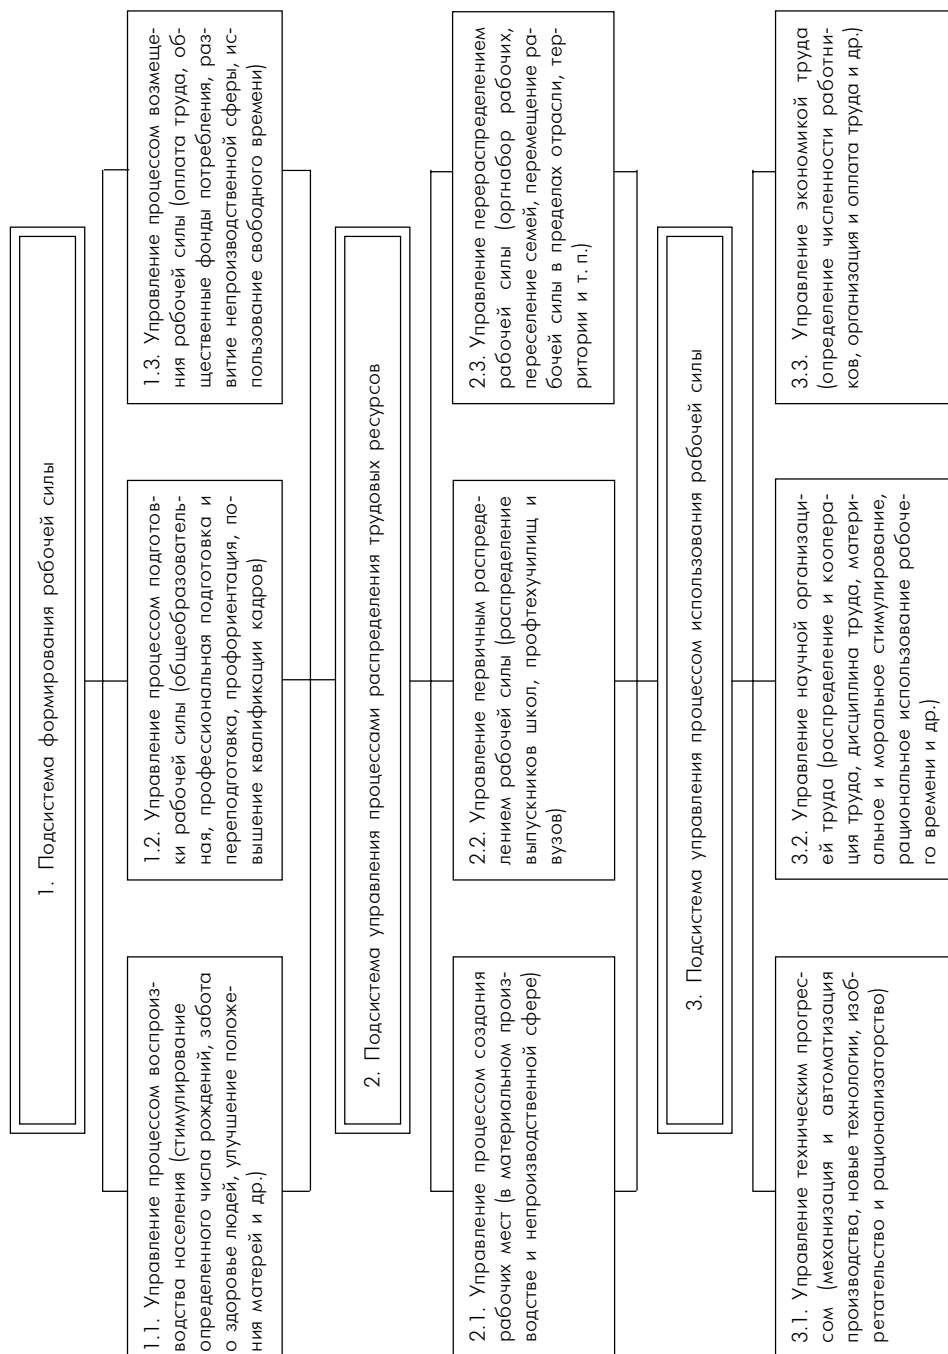 1. Подсистема формирования рабочей силы
1.1. Управление процессом воспроиз-
водства населения (стимулирование
определенного числа рождений, забота
о здоровье людей, улучшение положе-
ния матерей и др.)
1.2. Управление процессом подготов-
ки рабочей силы (общеобразователь-
ная, профессиональная подготовка и
переподготовка, профориентация, по-
вышение квалификации кадров)
1.3. Управление процессом возмеще-
ния рабочей силы (оплата труда, об-
щественные фонды потребления, раз-
витие непроизводственной сферы, ис-
пользование свободного времени)
2. Подсистема управления процессами распределения трудовых ресурсов
2.1. Управление процессом создания
рабочих мест (в материальном произ-
водстве и непроизводственной сфере)
2.2. Управление первичным распреде-
лением рабочей силы (распределение
выпускников школ, профтехучилищ и
вузов)
2.3. Управление перераспределением
рабочей силы (оргнабор рабочих,
переселение семей, перемещение ра-
бочей силы в пределах отрасли, тер-
ритории и т. п.)
3. Подсистема управления процессом использования рабочей силы
3.1. Управление техническим прогрес-
сом (механизация и автоматизация
производства, новые технологии, изоб-
ретательство и рационализаторство)
3.2. Управление научной организаци-
ей труда (распределение и коопера-
ция труда, дисциплина труда, матери-
альное и моральное стимулирование,
рациональное использование рабоче-
го времени и др.)
3.3. Управление экономикой труда
(определение численности работни-
ков, организация и оплата труда и др.)